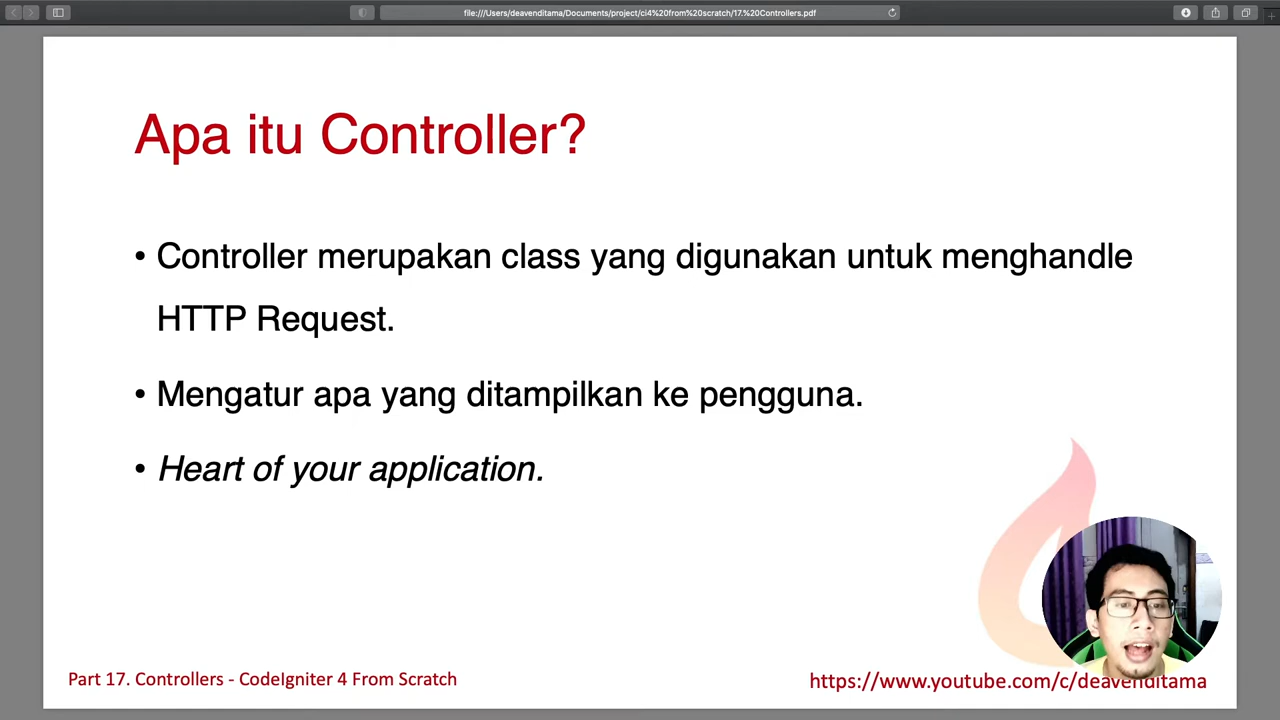 file:///Users/deavenditama/Documents/project/ci4%20from%20scratch/17.%20Controllers.pdf
Apa itu Controller?
• Controller merupakan class yang digunakan untuk menghandle
HTTP Request.
• Mengatur apa yang ditampilkan ke pengguna.
• Heart of your application.
Part 17. Controllers - CodeIgniter 4 From Scratch
https://www.youtube.com/c/deavenditama